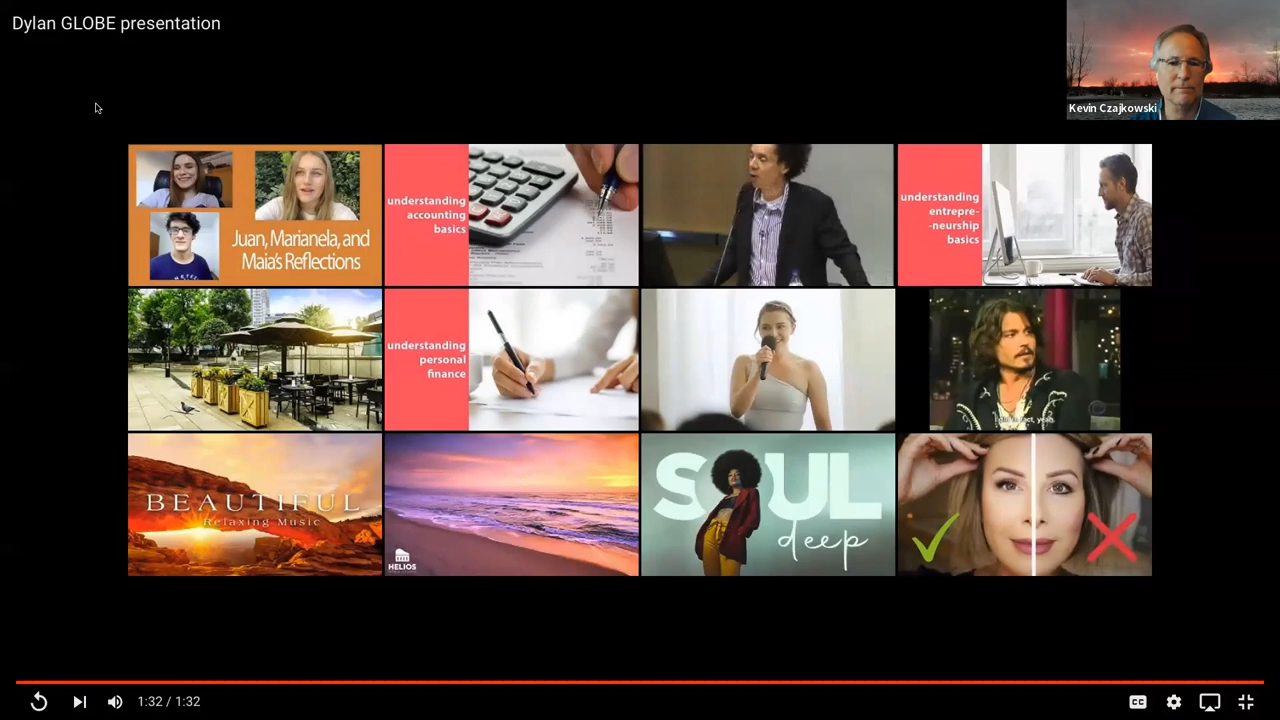 Dylan GLOBE presentation
Kevin Czajkowski
Juan, Marianela, and
Maia's Reflections
understanding
accounting
basics
understanding
entrepre-
-neurship
basics
understanding
personal
finance
BEAUTIFUL
Relaxing Music
HELIOS
SOUL
deep
1:32 / 1:32
CC